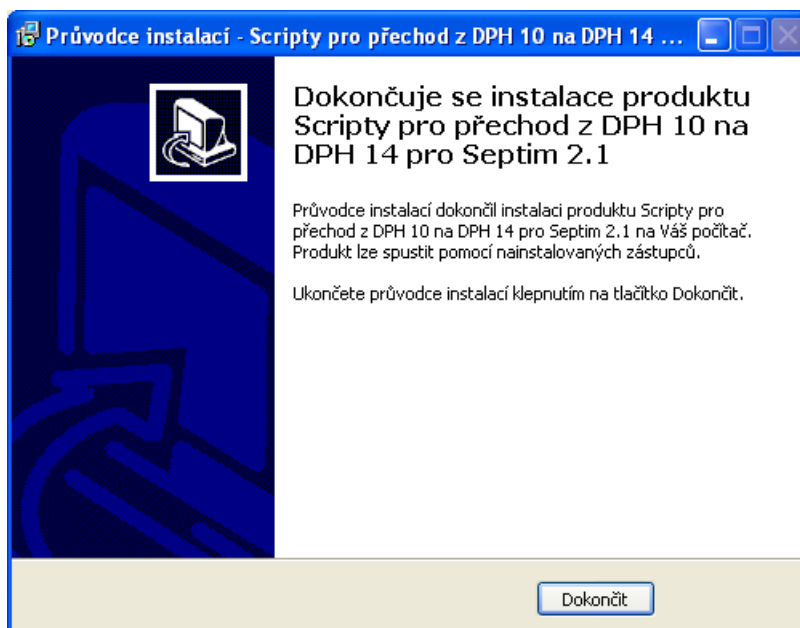 Průvodce instalací - Scripty pro přechod z DPH 10 na DPH 14 ...
Dokončuje se instalace produktu
Scripty pro přechod z DPH 10 na
DPH 14 pro Septim 2.1
Průvodce instalací dokončil instalaci produktu Scripty pro
přechod z DPH 10 na DPH 14 pro Septim 2.1 na Váš počítač.
Produkt lze spustit pomocí nainstalovaných zástupců.
Ukončete průvodce instalací klepnutím na tlačítko Dokončit.
Dokončit